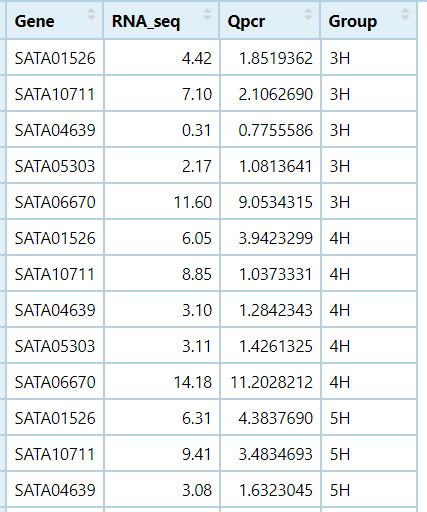 Gene RNA_seq Qpcr Group
SATA01526 4.42 1.8519362 3H
SATA10711 7.10 2.1062690 3H
SATA04639 0.31 0.7755586 3H
SATA05303 2.17 1.0813641 3H
SATA06670 11.60 9.0534315 3H
SATA01526 6.05 3.9423299 4H
SATA10711 8.85 1.0373331 4H
SATA04639 3.10 1.2842343 4H
SATA05303 3.11 1.4261325 4H
SATA06670 14.18 11.2028212 4H
SATA01526 6.31 4.3837690 5H
SATA10711 9.41 3.4834693 5H
SATA04639 3.08 1.6323045 5H